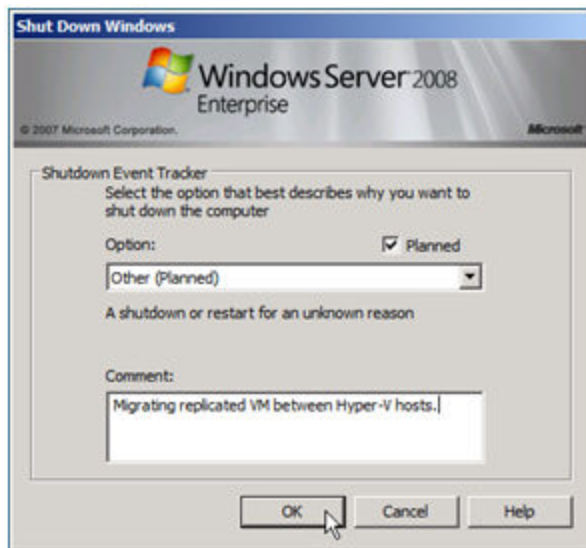 Shut Down Windows
Windows Server 2008
Enterprise
© 2007 Microsoft Corporation.
Microsoft
Shutdown Event Tracker
Select the option that best describes why you want to
shut down the computer
Option:
Planned
Other (Planned)
A shutdown or restart for an unknown reason
Comment:
Migrating replicated VM between Hyper-V hosts.
OK
Cancel
Help